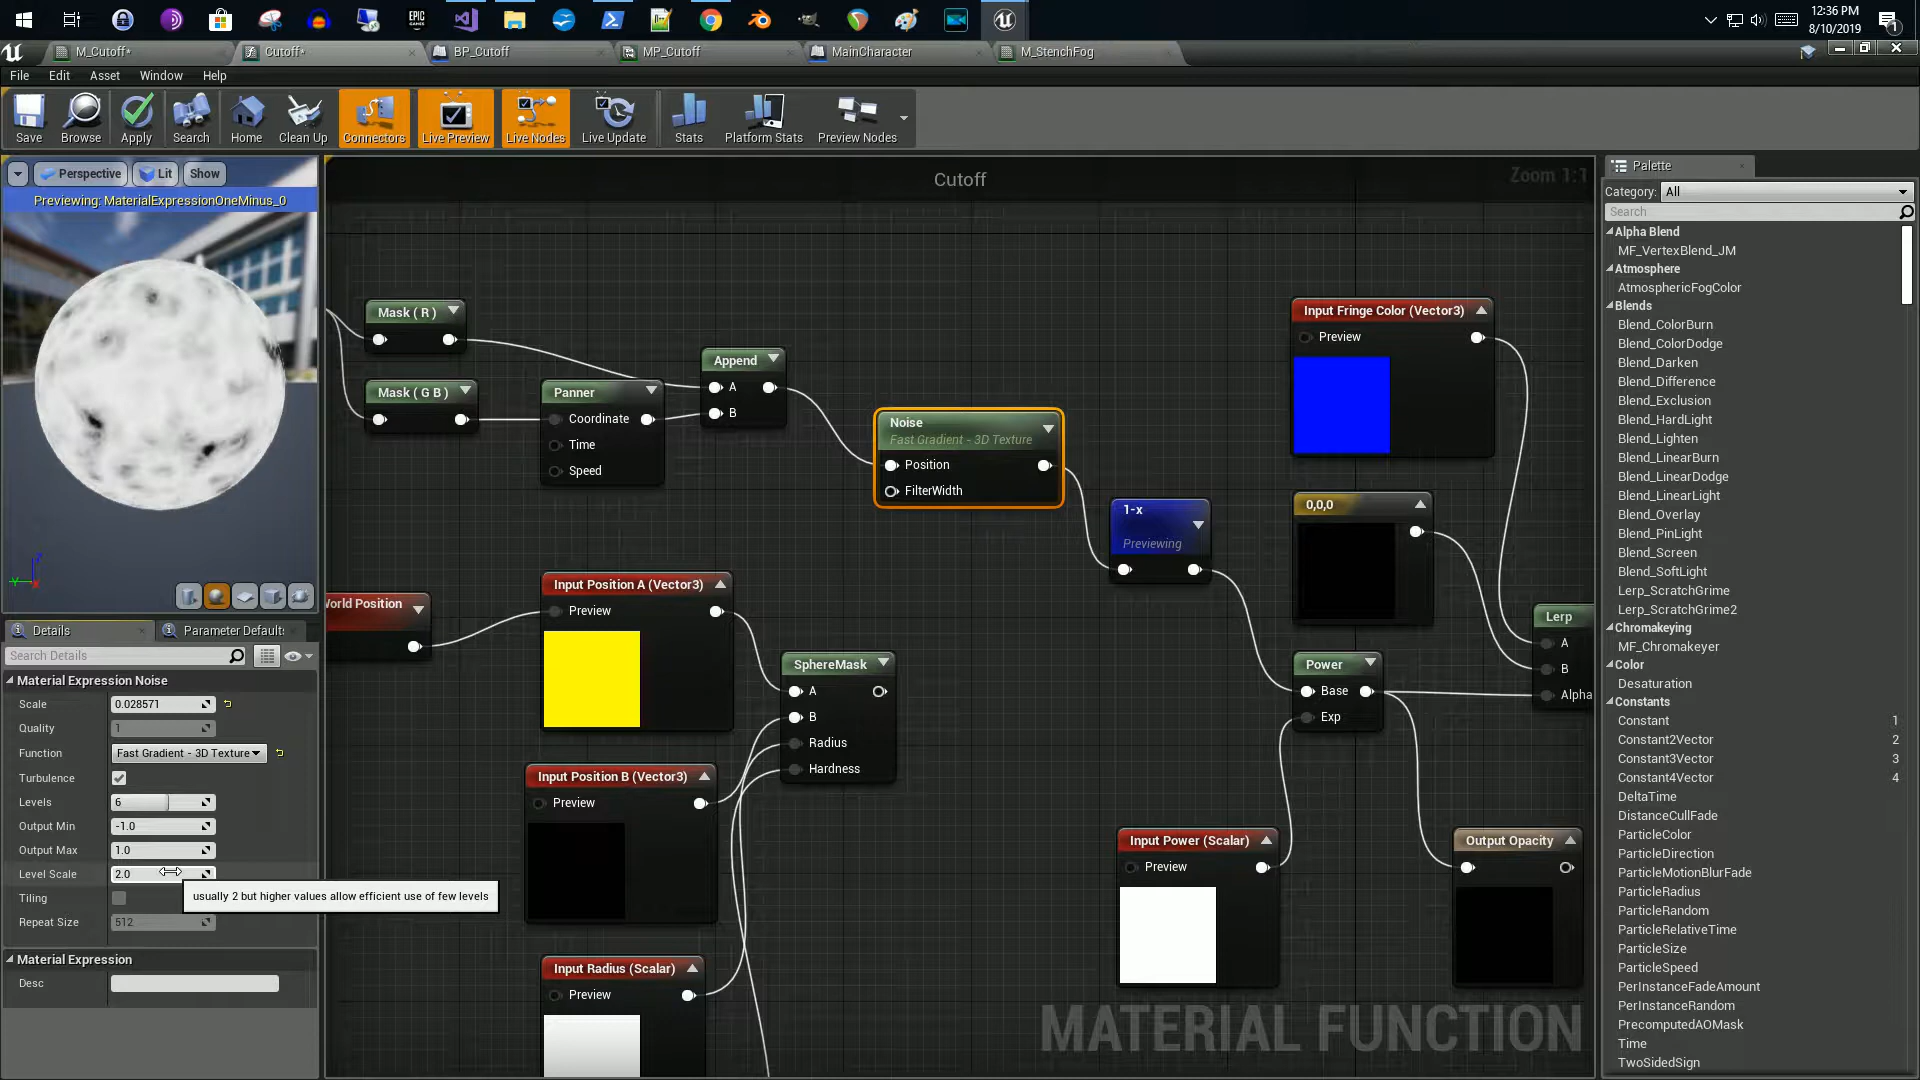 12:36 PM
8/10/2019
1
M_Cutoff*
Cutoff*
BP_Cutoff
MP_Cutoff
MainCharacter
M_StenchFog
File
Edit
Asset
Window
Help
Save
Browse
Apply
Search
Home
Clean Up
Connectors
Live Preview
Live Nodes
Live Update
Stats
Platform Stats
Preview Nodes
Perspective
Lit
Show
Previewing: MaterialExpressionOneMinus_0
Cutoff
Zoom 1:1
Mask ( R )
Mask ( G B )
Panner
Coordinate
Time
Speed
Append
A
B
Noise
Fast Gradient - 3D Texture
Position
FilterWidth
1-x
Previewing
Input Fringe Color (Vector3)
Preview
0,0,0
Lerp
A
B
Alpha
Power
Base
Exp
World Position
Input Position A (Vector3)
Preview
SphereMask
A
B
Radius
Hardness
Input Position B (Vector3)
Preview
Input Radius (Scalar)
Preview
Input Power (Scalar)
Preview
Output Opacity
MATERIAL FUNCTION
Details
Parameter Defaults
Search Details
Material Expression Noise
Scale
0.028571
Quality
1
Function
Fast Gradient - 3D Texture
Turbulence
Levels
6
Output Min
-1.0
Output Max
1.0
Level Scale
2.0
usually 2 but higher values allow efficient use of few levels
Tiling
Repeat Size
512
Material Expression
Desc
Palette
Category:
All
Search
Alpha Blend
MF_VertexBlend_JM
Atmosphere
AtmosphericFogColor
Blends
Blend_ColorBurn
Blend_ColorDodge
Blend_Darken
Blend_Difference
Blend_Exclusion
Blend_HardLight
Blend_Lighten
Blend_LinearBurn
Blend_LinearDodge
Blend_LinearLight
Blend_Overlay
Blend_PinLight
Blend_Screen
Blend_SoftLight
Lerp_ScratchGrime
Lerp_ScratchGrime2
Chromakeying
MF_Chromakeyer
Color
Desaturation
Constants
Constant 1
Constant2Vector 2
Constant3Vector 3
Constant4Vector 4
DeltaTime
DistanceCullFade
ParticleColor
ParticleDirection
ParticleMotionBlurFade
ParticleRadius
ParticleRandom
ParticleRelativeTime
ParticleSize
ParticleSpeed
PerInstanceFadeAmount
PerInstanceRandom
PrecomputedAOMask
Time
TwoSidedSign